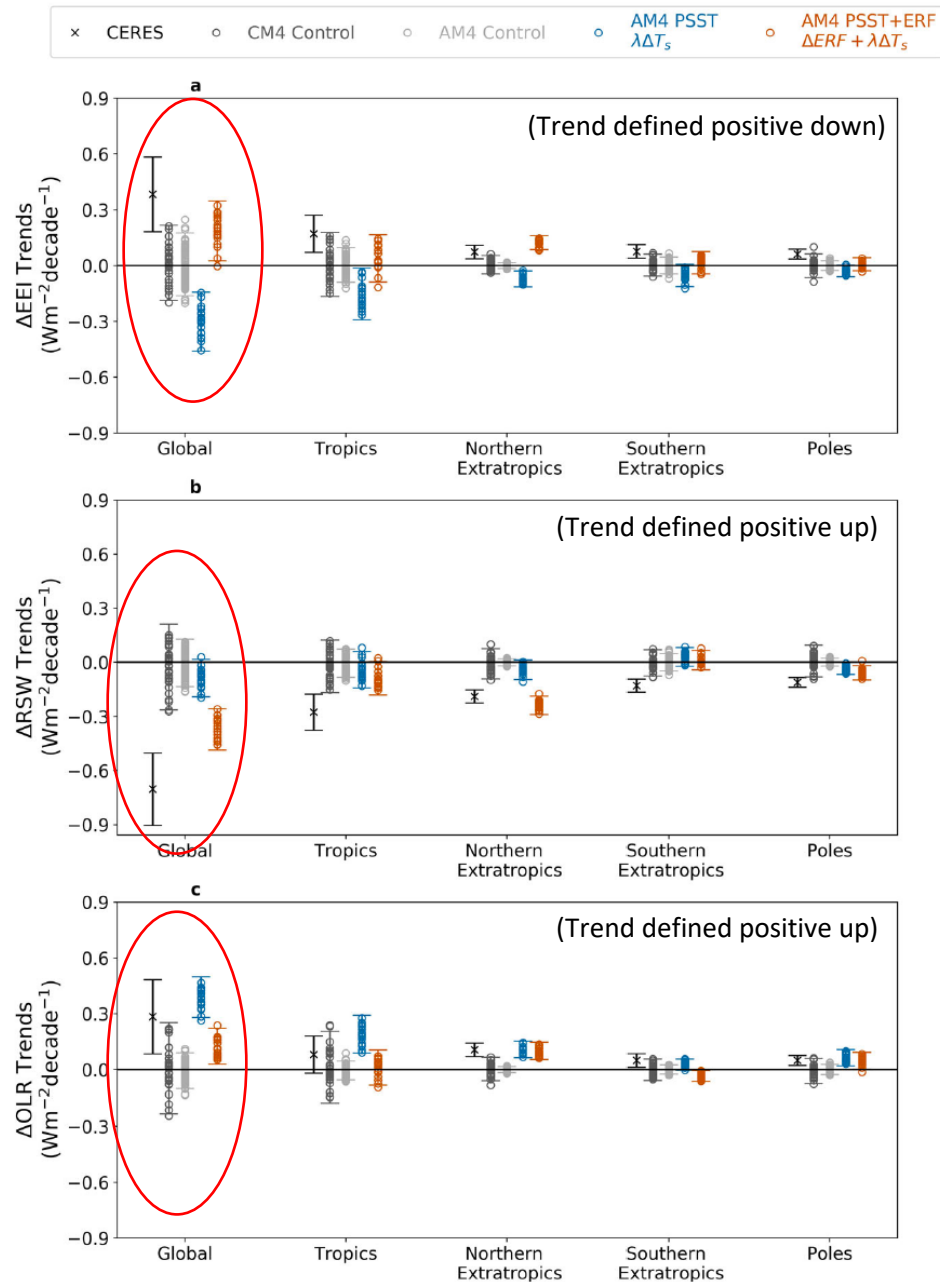 × CERES ○ CM4 Control ○ AM4 Control ○ AM4 PSST ○ AM4 PSST+ERF
λΔTₛ ΔERF + λΔTₛ
a
(Trend defined positive down)
ΔEEI Trends
(Wm⁻²decade⁻¹)
0.9
0.6
0.3
0.0
−0.3
−0.6
−0.9
Global Tropics Northern Extratropics Southern Extratropics Poles
b
(Trend defined positive up)
ΔRSW Trends
(Wm⁻²decade⁻¹)
0.9
0.6
0.3
0.0
−0.3
−0.6
−0.9
Global Tropics Northern Extratropics Southern Extratropics Poles
c
(Trend defined positive up)
ΔOLR Trends
(Wm⁻²decade⁻¹)
0.9
0.6
0.3
0.0
−0.3
−0.6
−0.9
Global Tropics Northern Extratropics Southern Extratropics Poles